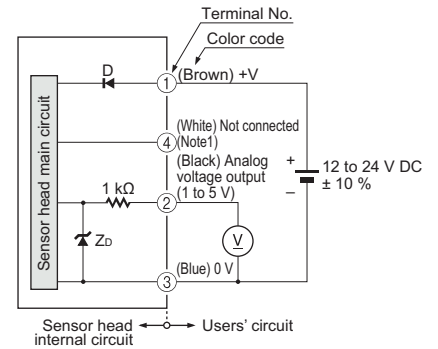 Terminal No.
Color code
D
1 (Brown) +V
(White) Not connected
4 (Note1)
(Black) Analog
voltage output
(1 to 5 V)
1 kΩ
2
+
12 to 24 V DC
–
± 10 %
Sensor head main circuit
ZD
V
(Blue) 0 V
3
Sensor head
internal circuit
Users' circuit